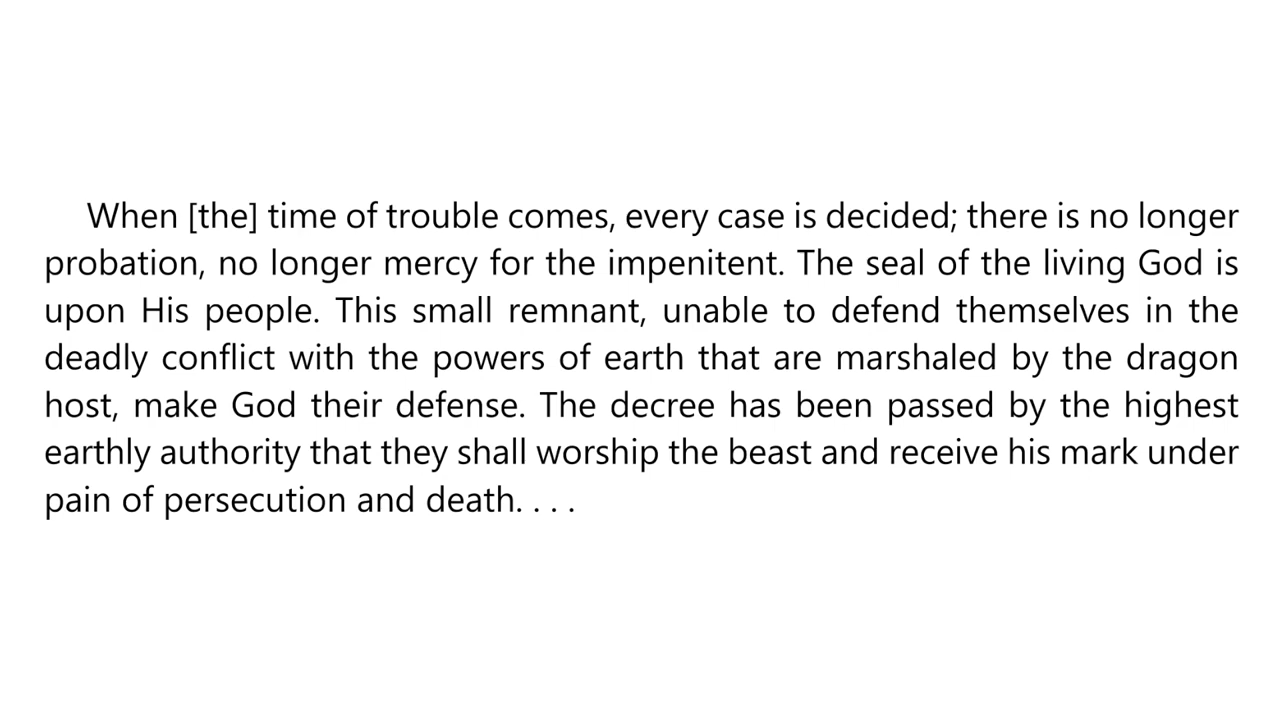 When [the] time of trouble comes, every case is decided; there is no longer
probation, no longer mercy for the impenitent. The seal of the living God is
upon His people. This small remnant, unable to defend themselves in the
deadly conflict with the powers of earth that are marshaled by the dragon
host, make God their defense. The decree has been passed by the highest
earthly authority that they shall worship the beast and receive his mark under
pain of persecution and death. . . .